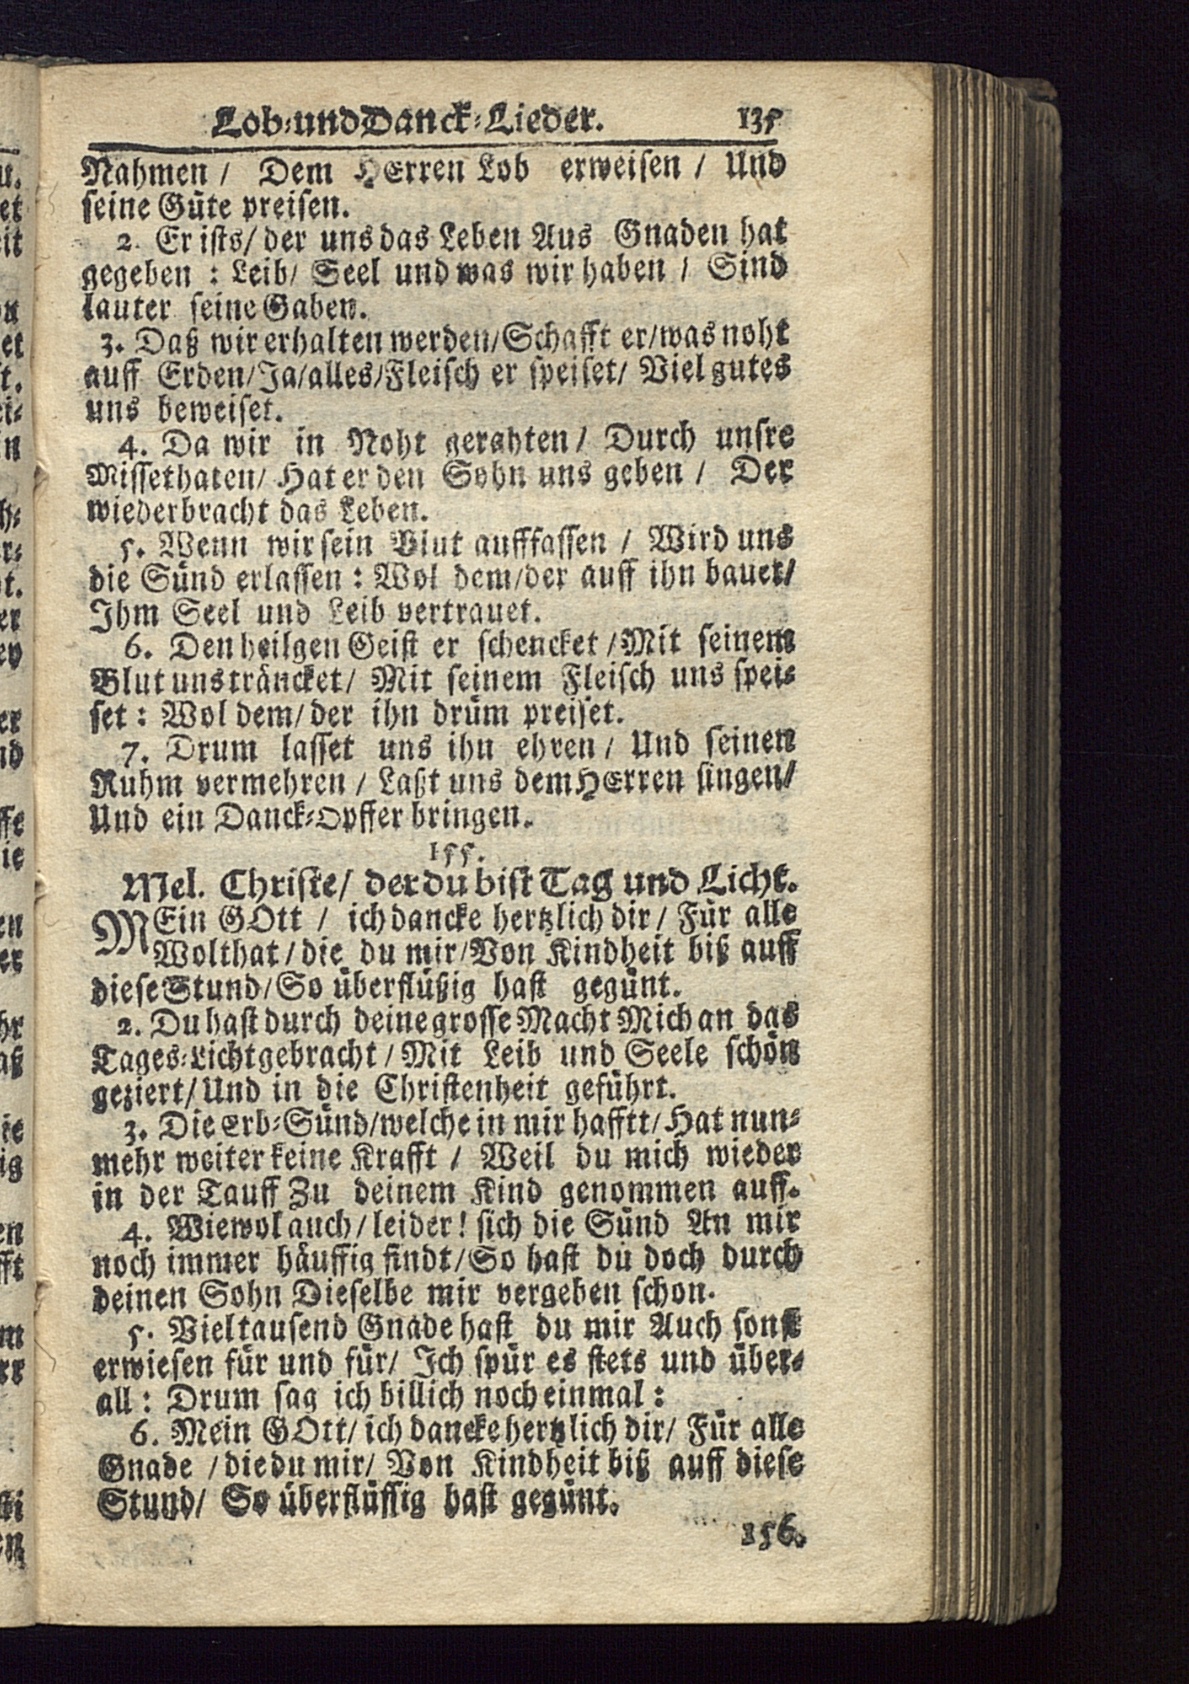 Lob-und Danck-Lieder. 135
Nahmen / Dem HErren Lob erweisen / Und
seine Güte preisen.
2. Er ists/ der uns das Leben Aus Gnaden hat
gegeben : Leib/ Seel und was wir haben / Sind
lauter seine Gaben.
3. Daß wir erhalten werden/Schafft er/was noht
auff Erden/Ja/alles/Fleisch er speiset/ Viel gutes
uns beweiset.
4. Da wir in Noht gerahten / Durch unsre
Missethaten/ Hat er den Sohn uns geben / Der
wiederbracht das Leben.
5. Wenn wir sein Blut aufffassen / Wird uns
die Sünd erlassen : Wol dem/der auff ihn bauet/
Ihm Seel und Leib vertrauet.
6. Den heilgen Geist er schencket /Mit seinem
Blut uns träncket/ Mit seinem Fleisch uns spei-
set : Wol dem/ der ihn drüm preiset.
7. Drum lasset uns ihn ehren / Und seinen
Ruhm vermehren / Laßt uns dem HErren singen/
Und ein Danck-Opffer bringen.
155.
Mel. Christe/ der du bist Tag und Licht.
MEin GOtt / ich dancke hertzlich dir/ Für alle
Wolthat/die du mir/Von Kindheit biß auff
diese Stund/So überflüßig hast gegünt.
2. Du hast durch deine grosse Macht Mich an das
Tages-Licht gebracht / Mit Leib und Seele schön
geziert/Und in die Christenheit geführt.
3. Die Erb-Sünd/welche in mir hafftt/Hat nun-
mehr weiter keine Krafft / Weil du mich wieder
in der Tauff Zu deinem Kind genommen auff.
4. Wiewol auch/leider! sich die Sünd An mir
noch immer häuffig findt/So hast du doch durch
deinen Sohn Dieselbe mir vergeben schon.
5. Viel tausend Gnade hast du mir Auch sonst
erwiesen für und für/ Ich spür es stets und über-
all : Drum sag ich billich noch einmal :
6. Mein GOtt/ ich dancke hertzlich dir/ Für alle
Gnade /die du mir/ Von Kindheit biß auff diese
Stund/ So überflüssig hast gegünt.
156.